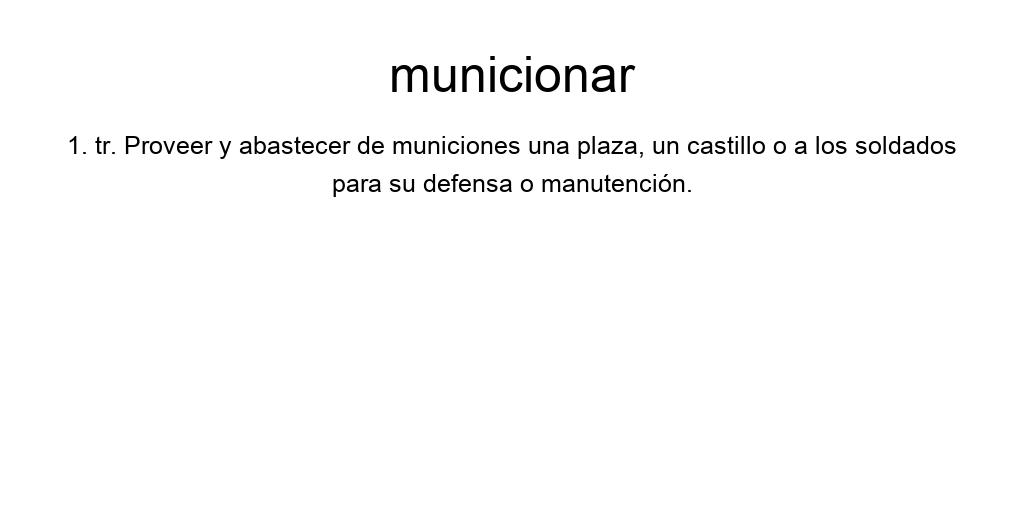 municionar
1. tr. Proveer y abastecer de municiones una plaza, un castillo o a los soldados
para su defensa o manutención.